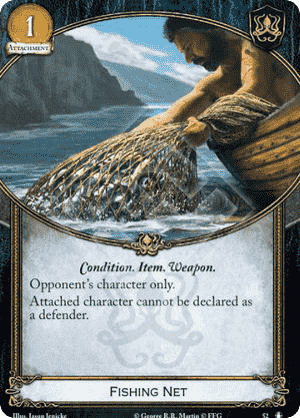 1
Attachment
Condition. Item. Weapon.
Opponent's character only.
Attached character cannot be declared as
a defender.
Fishing Net
Illus. Jason Jenicke © George R.R. Martin © FFG 52